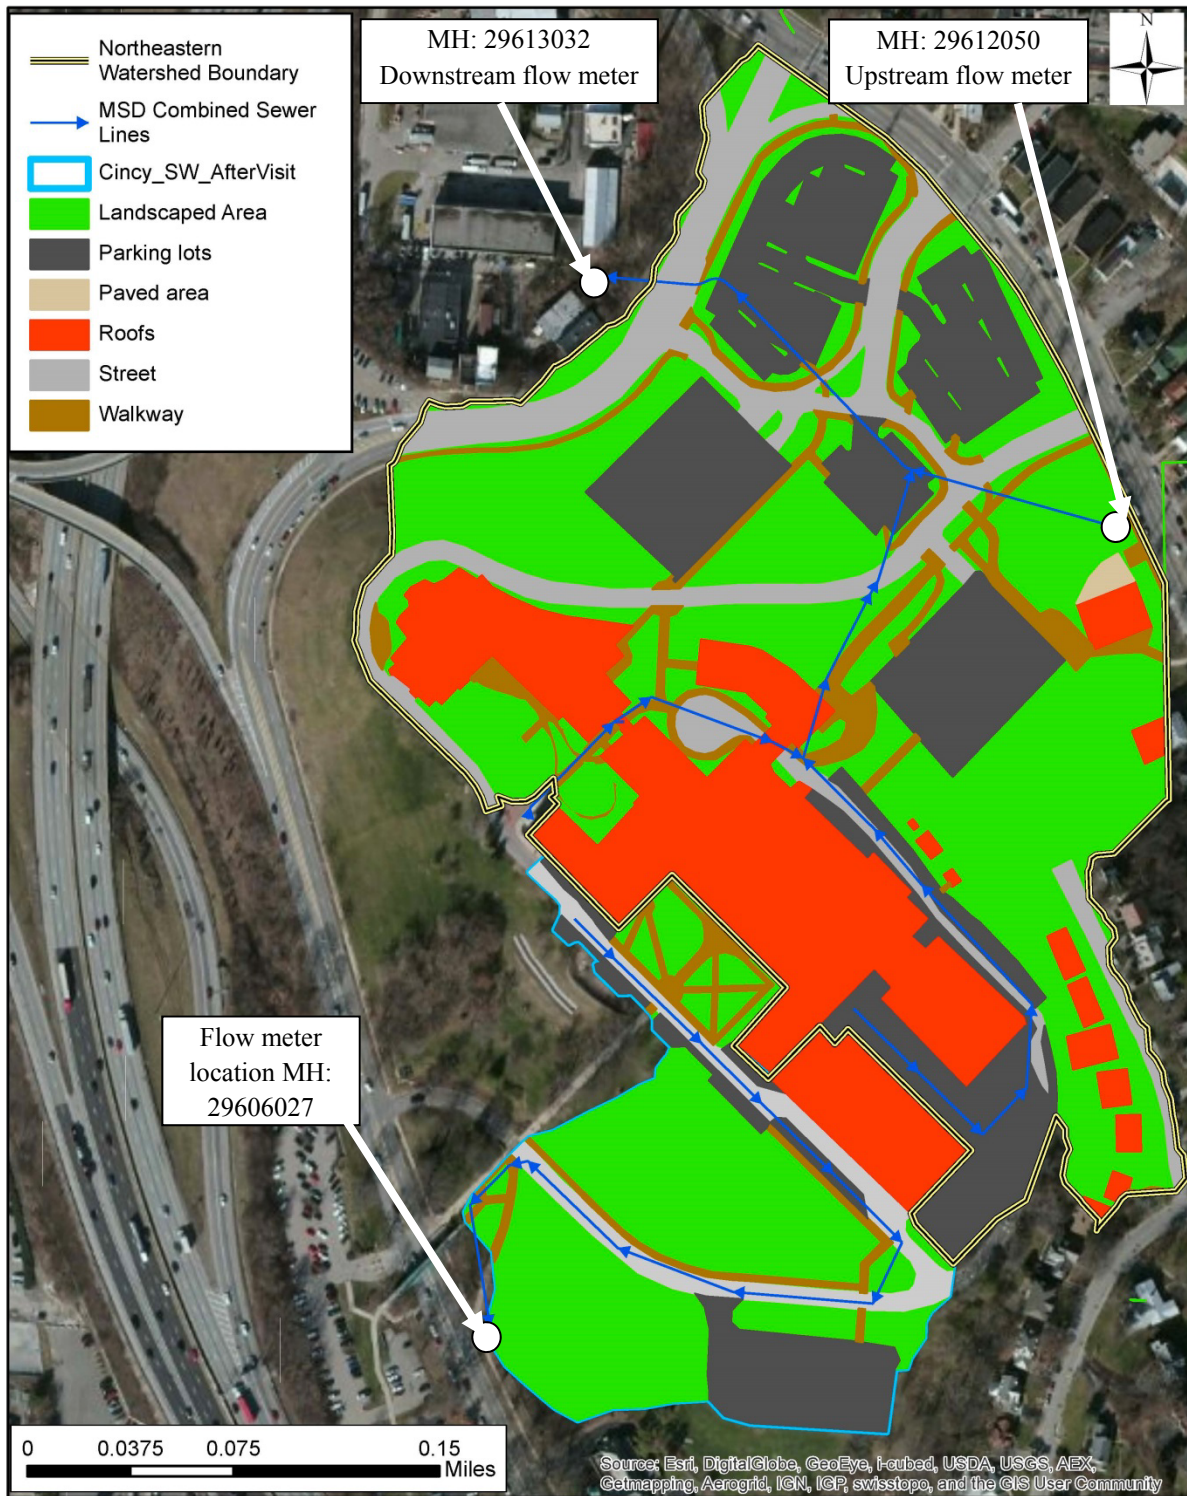 MH: 29613032
Downstream flow meter
MH: 29612050
Upstream flow meter
N
Northeastern
Watershed Boundary
MSD Combined Sewer
Lines
Cincy_SW_AfterVisit
Landscaped Area
Parking lots
Paved area
Roofs
Street
Walkway
Flow meter
location MH:
29606027
0 0.0375 0.075 0.15
Miles
Source: Esri, DigitalGlobe, GeoEye, i-cubed, USDA, USGS, AEX,
Getmapping, Aerogrid, IGN, IGP, swisstopo, and the GIS User Community